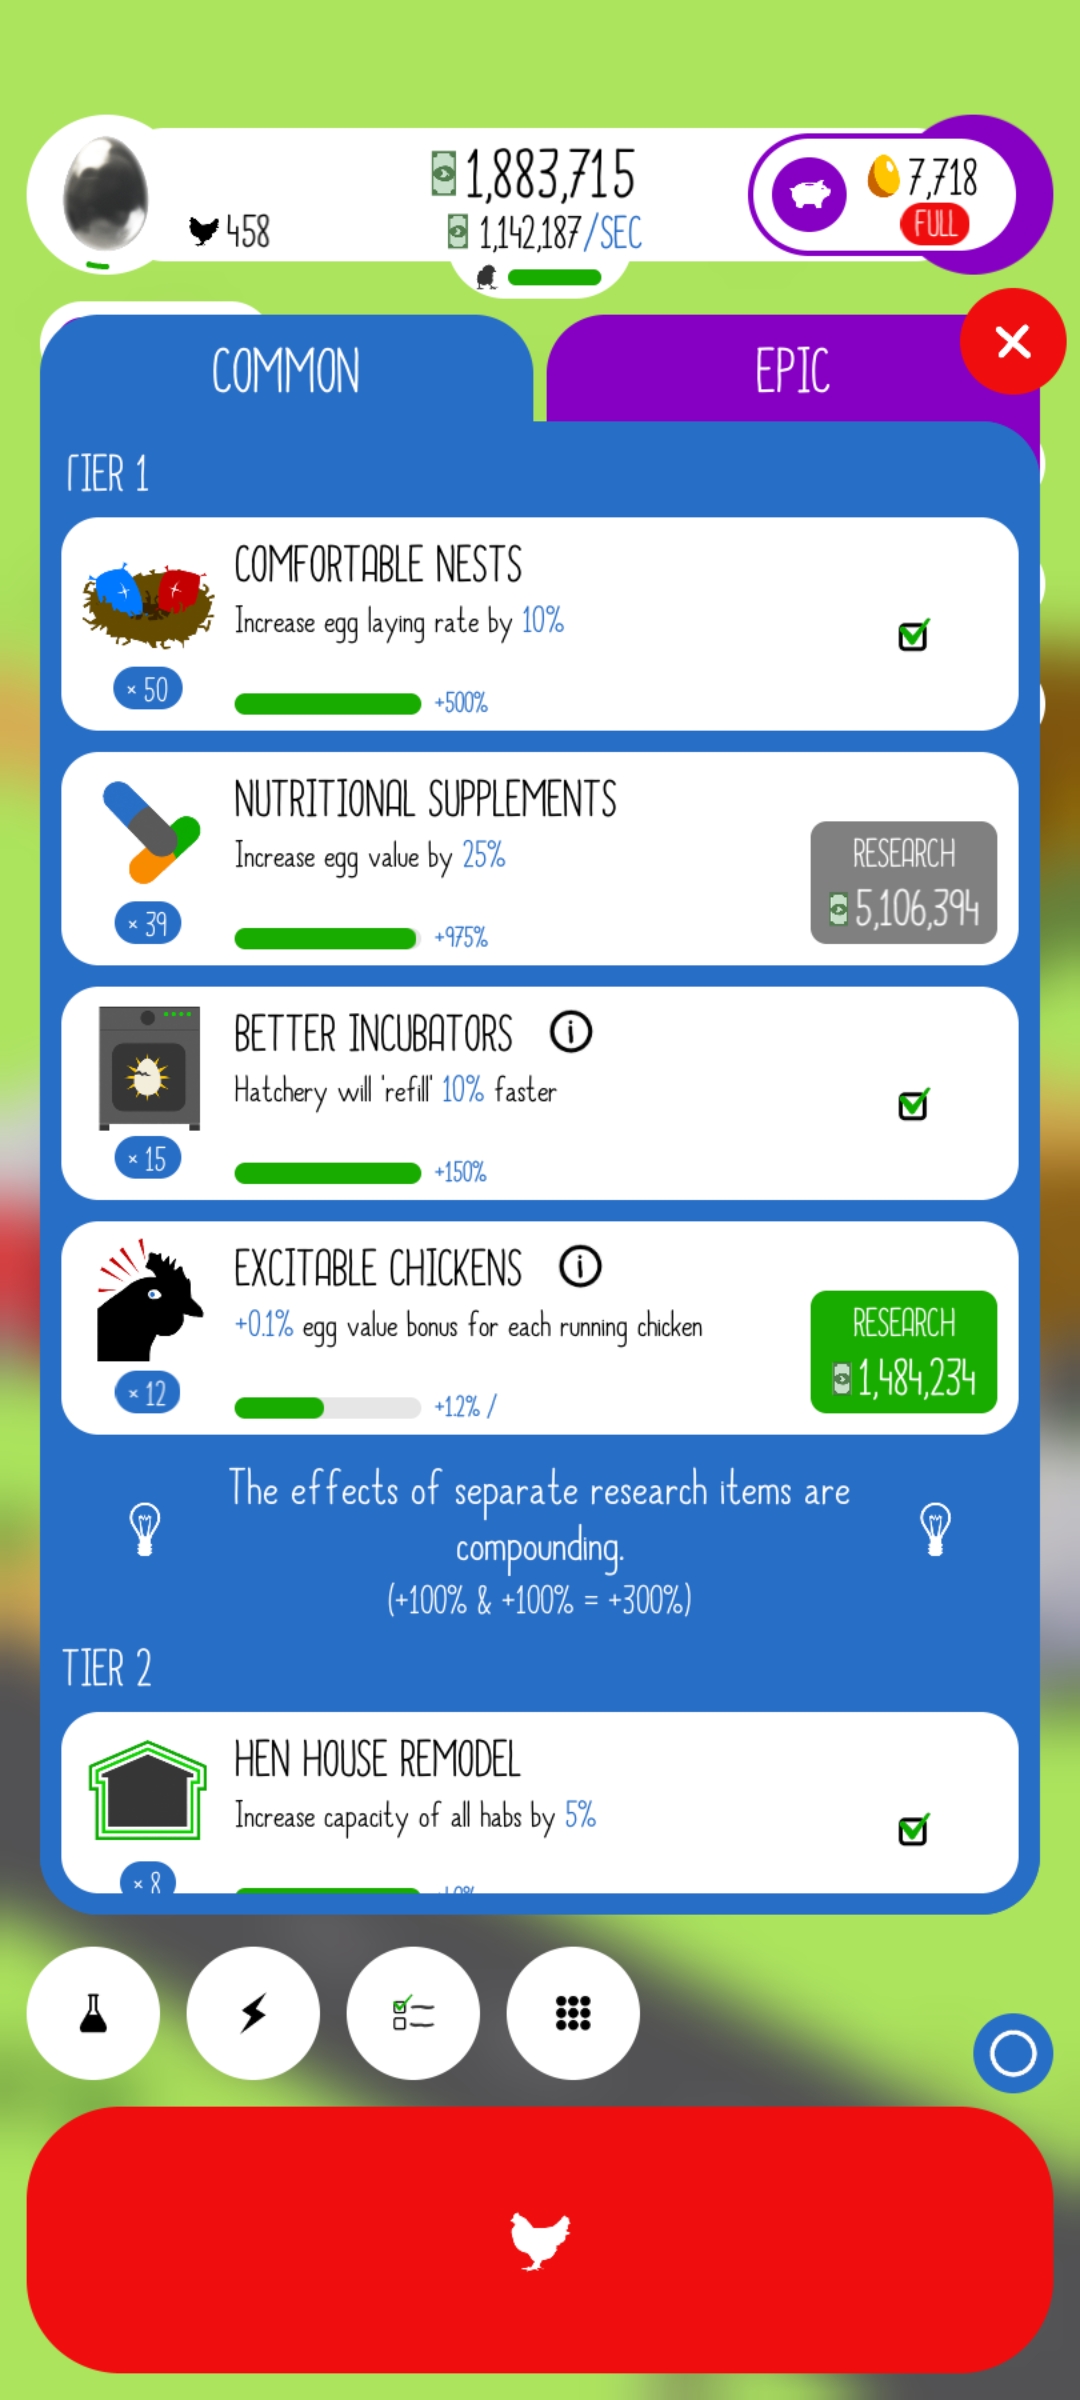 1,883,715
458
1,142,187/SEC
7,718
FULL
COMMON
EPIC
TIER 1
COMFORTABLE NESTS
Increase egg laying rate by 10%
× 50
+500%
NUTRITIONAL SUPPLEMENTS
Increase egg value by 25%
RESEARCH
5,106,394
× 39
+975%
BETTER INCUBATORS
Hatchery will 'refill' 10% faster
× 15
+150%
EXCITABLE CHICKENS
+0.1% egg value bonus for each running chicken
RESEARCH
1,484,234
× 12
+1.2% /
The effects of separate research items are
compounding.
(+100% & +100% = +300%)
TIER 2
HEN HOUSE REMODEL
Increase capacity of all habs by 5%
× 8